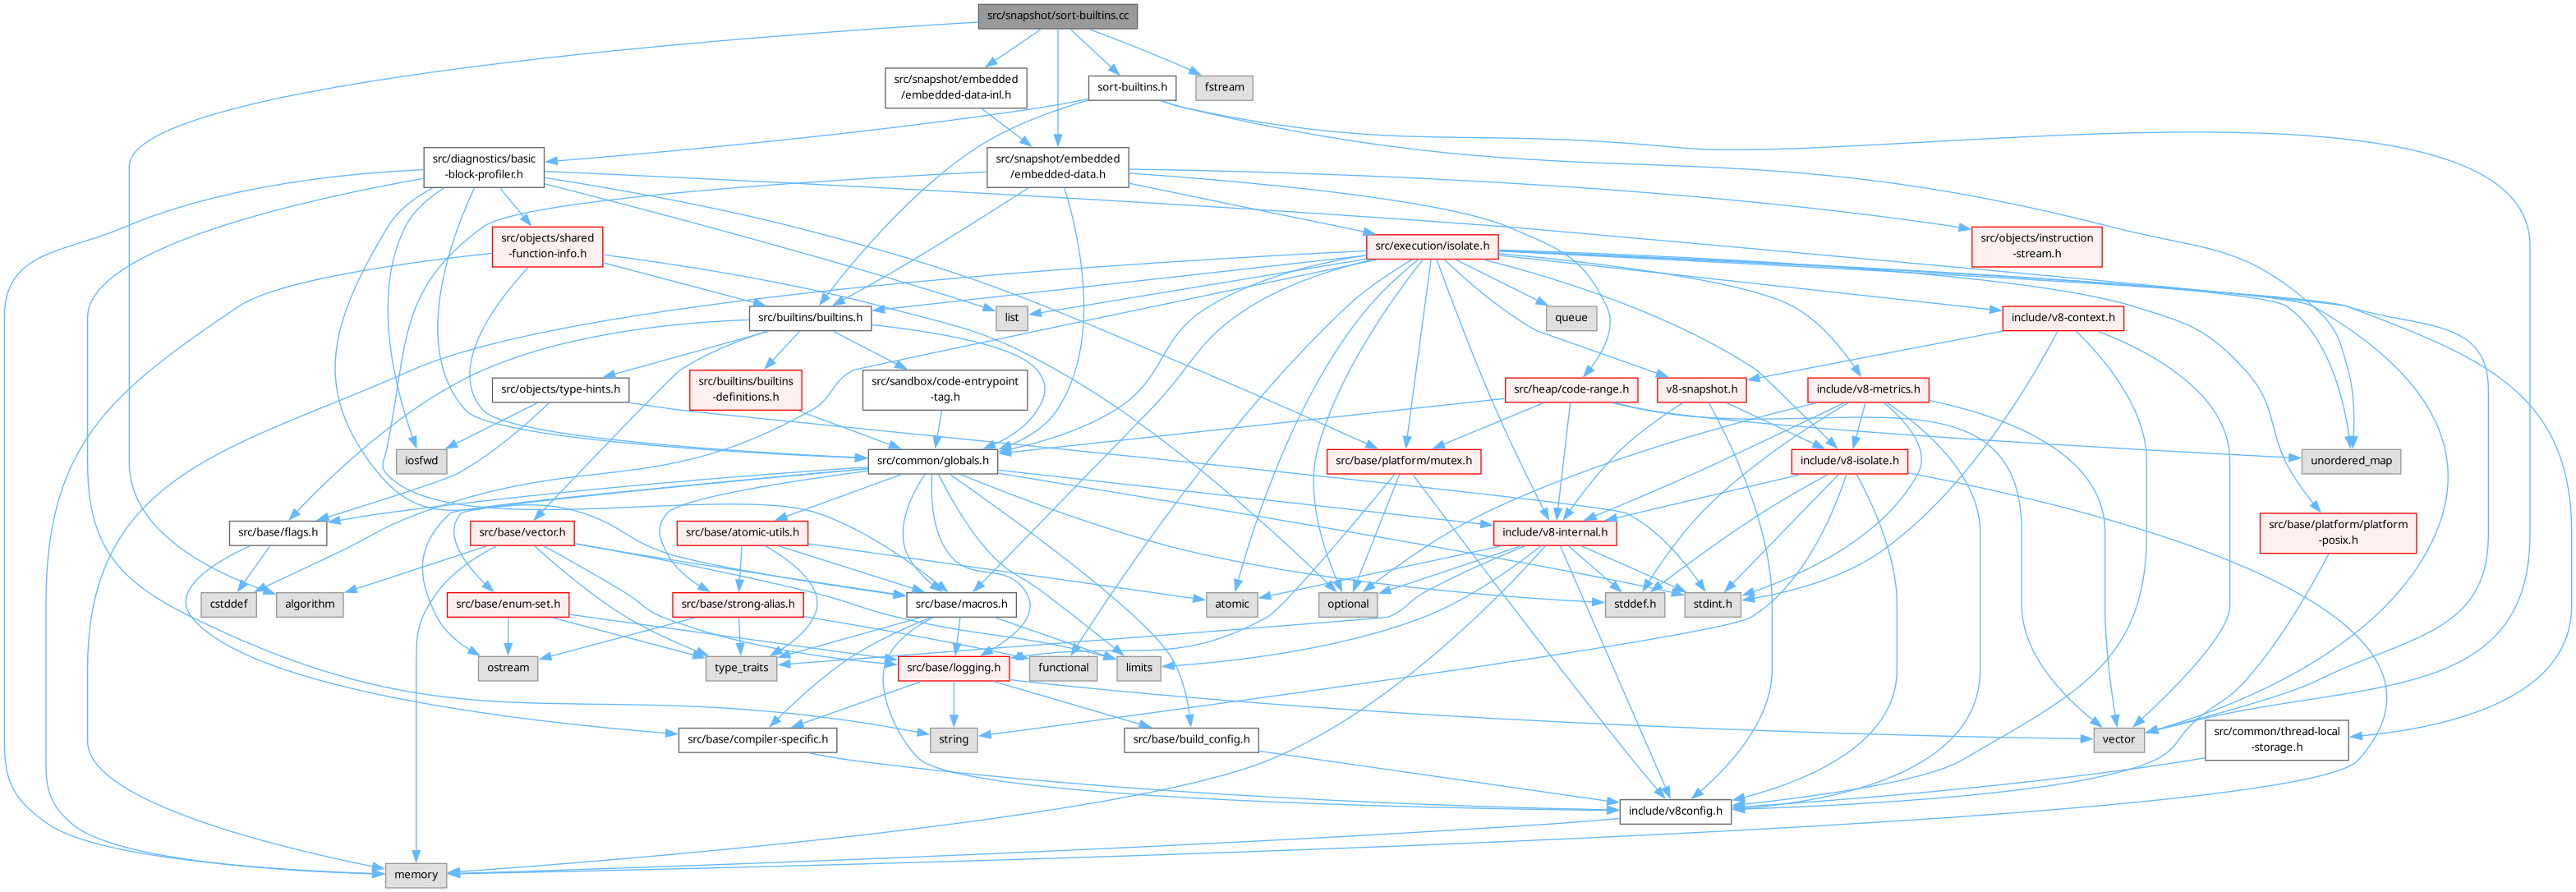 src/snapshot/sort-builtins.cc
src/snapshot/embedded
/embedded-data-inl.h
sort-builtins.h
fstream
src/diagnostics/basic
-block-profiler.h
src/snapshot/embedded
/embedded-data.h
src/objects/shared
-function-info.h
src/execution/isolate.h
src/objects/instruction
-stream.h
src/builtins/builtins.h
list
queue
include/v8-context.h
src/objects/type-hints.h
src/builtins/builtins
-definitions.h
src/sandbox/code-entrypoint
-tag.h
src/heap/code-range.h
v8-snapshot.h
include/v8-metrics.h
iosfwd
src/common/globals.h
src/base/platform/mutex.h
include/v8-isolate.h
unordered_map
src/base/flags.h
src/base/vector.h
src/base/atomic-utils.h
include/v8-internal.h
src/base/platform/platform
-posix.h
cstddef
algorithm
src/base/enum-set.h
src/base/strong-alias.h
src/base/macros.h
atomic
optional
stddef.h
stdint.h
ostream
type_traits
src/base/logging.h
functional
limits
src/base/compiler-specific.h
string
src/base/build_config.h
vector
src/common/thread-local
-storage.h
include/v8config.h
memory